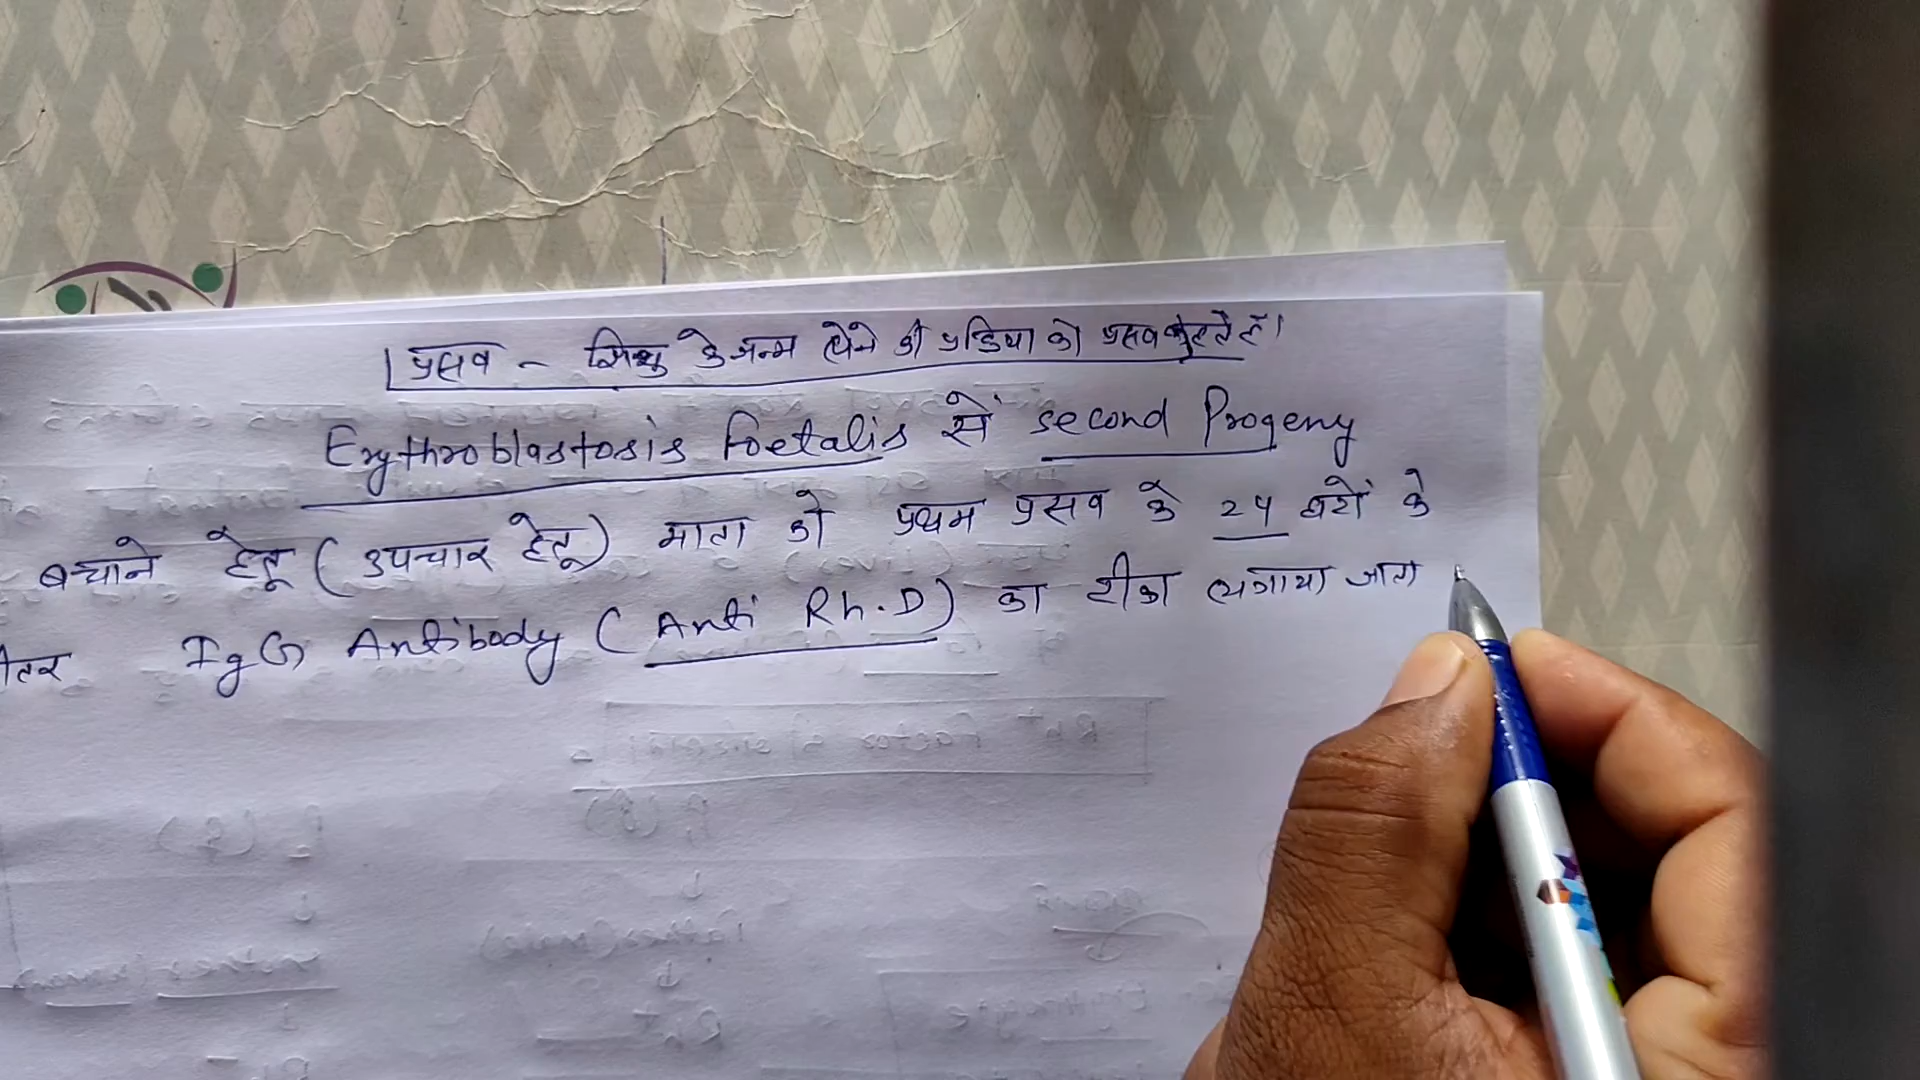 प्रसव - शिशु के जन्म होने की प्रक्रिया को प्रसव कहते हैं।
Erythroblastosis Foetalis से second Progeny
बचाने हेतू ( उपचार हेतू) माता को प्रथम प्रसव के 24 घंटों के
IgG Antibody ( Anti Rh.D) का टीका लगाया जाता